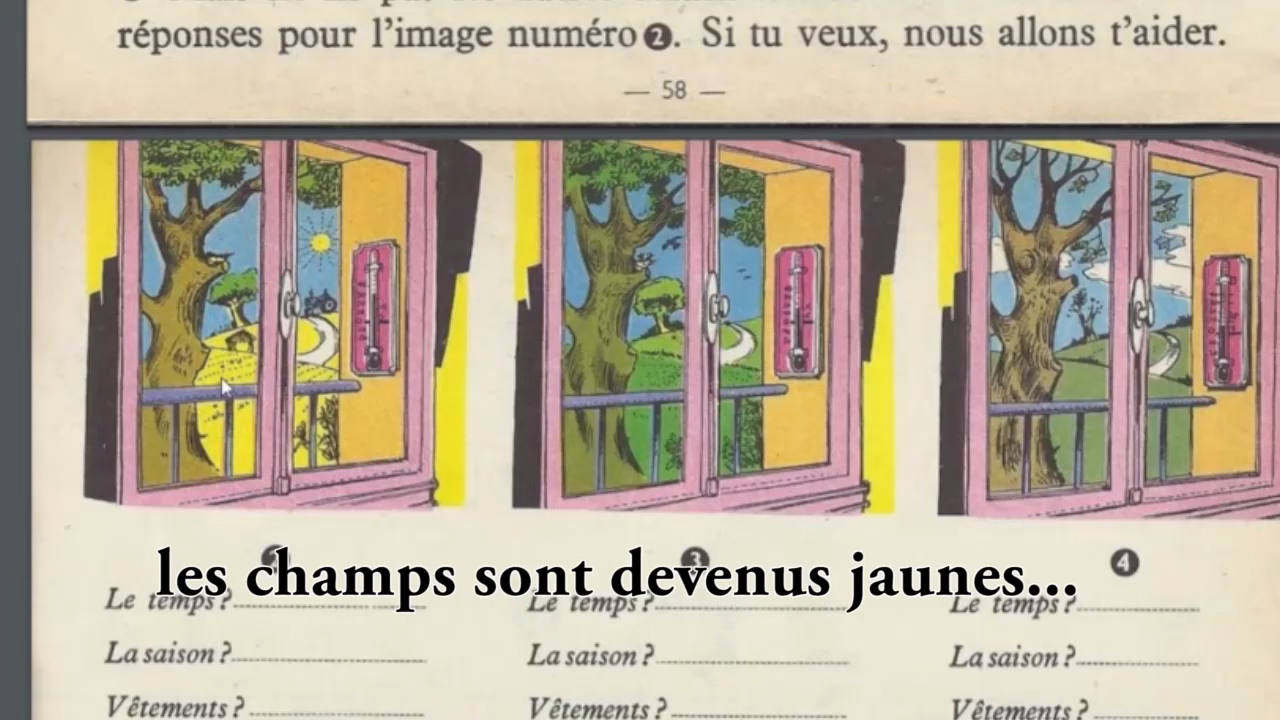 réponses pour l'image numéro ❷. Si tu veux, nous allons t'aider.
— 58 —
❸ ❹
les champs sont devenus jaunes...
Le temps? Le temps? Le temps?
La saison? La saison? La saison?
Vêtements? Vêtements? Vêtements?